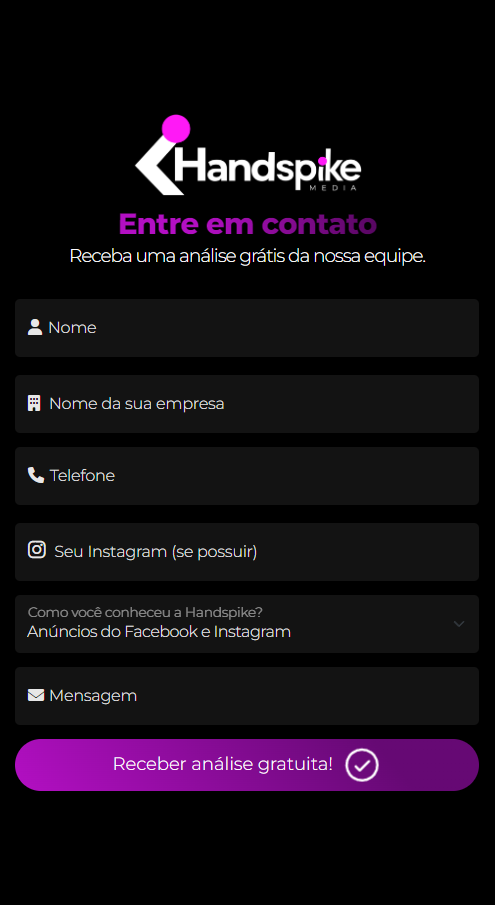 Handspike
MEDIA
Entre em contato
Receba uma análise grátis da nossa equipe.
Nome
Nome da sua empresa
Telefone
Seu Instagram (se possuir)
Como você conheceu a Handspike?
Anúncios do Facebook e Instagram
Mensagem
Receber análise gratuita!